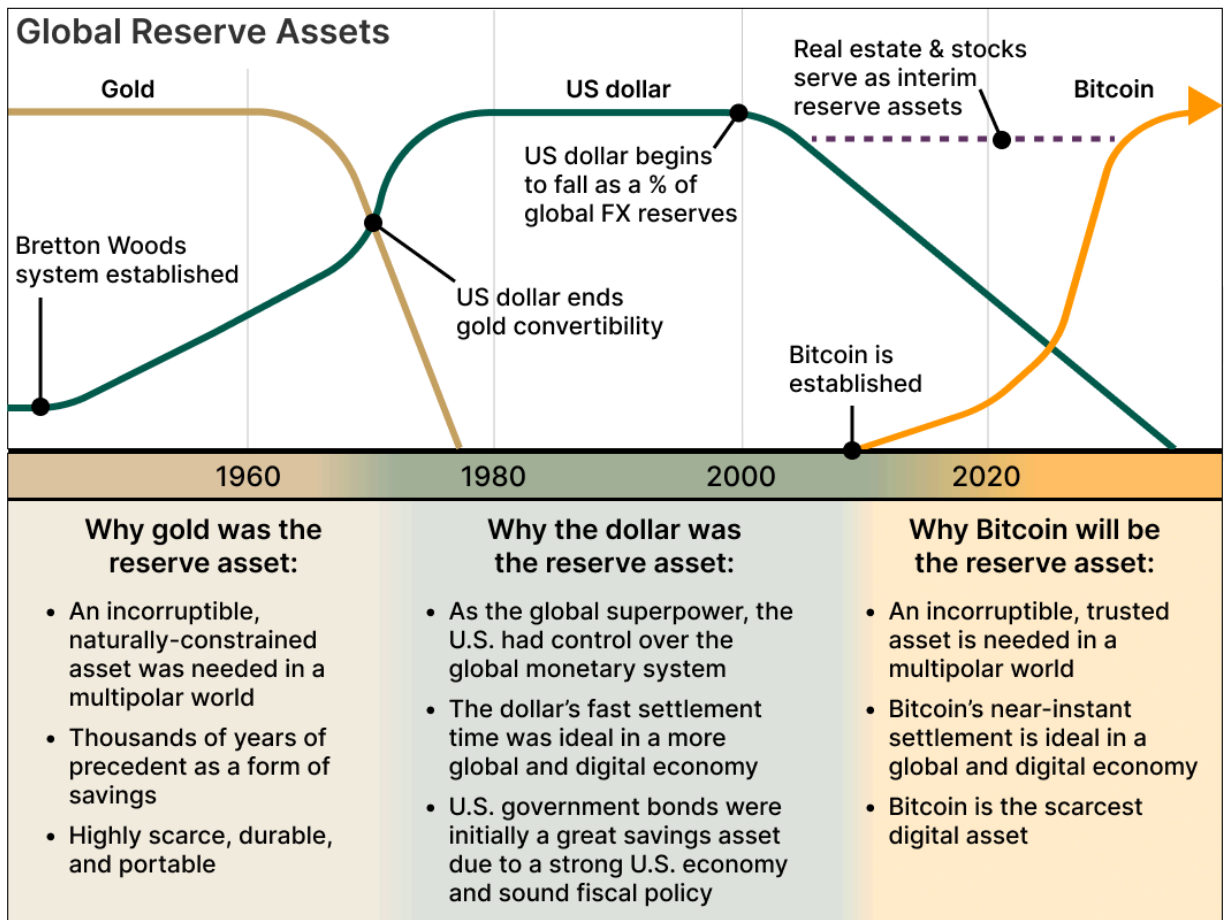 Global Reserve Assets
Gold
US dollar
Real estate & stocks
serve as interim
reserve assets
Bitcoin
US dollar begins
to fall as a % of
global FX reserves
Bretton Woods
system established
US dollar ends
gold convertibility
Bitcoin is
established
1960
1980
2000
2020
Why gold was the
reserve asset:
• An incorruptible,
naturally-constrained
asset was needed in a
multipolar world
• Thousands of years of
precedent as a form of
savings
• Highly scarce, durable,
and portable
Why the dollar was
the reserve asset:
• As the global superpower, the
U.S. had control over the
global monetary system
• The dollar’s fast settlement
time was ideal in a more
global and digital economy
• U.S. government bonds were
initially a great savings asset
due to a strong U.S. economy
and sound fiscal policy
Why Bitcoin will be
the reserve asset:
• An incorruptible, trusted
asset is needed in a
multipolar world
• Bitcoin’s near-instant
settlement is ideal in a
global and digital economy
• Bitcoin is the scarcest
digital asset